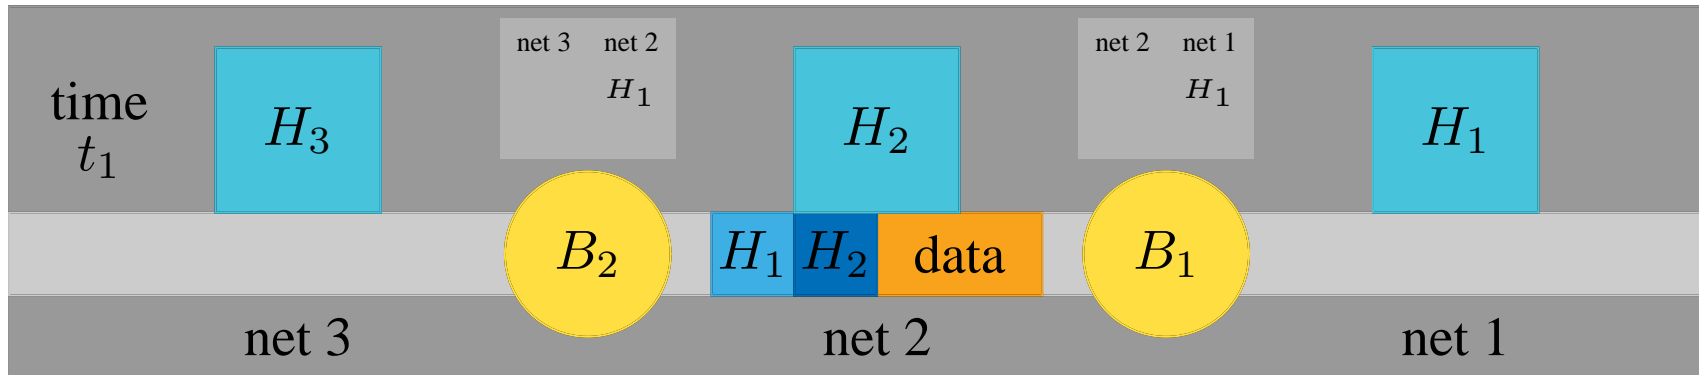 net 3 net 2 net 2 net 1
H₁ H₁
time
t₁
H₃ H₂ H₁
B₂ H₁ H₂ data B₁
net 3 net 2 net 1